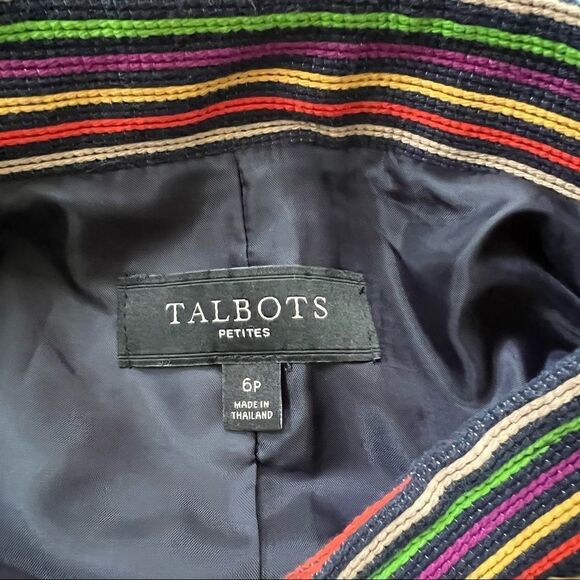 TALBOTS
PETITES
6P
MADE IN
THAILAND